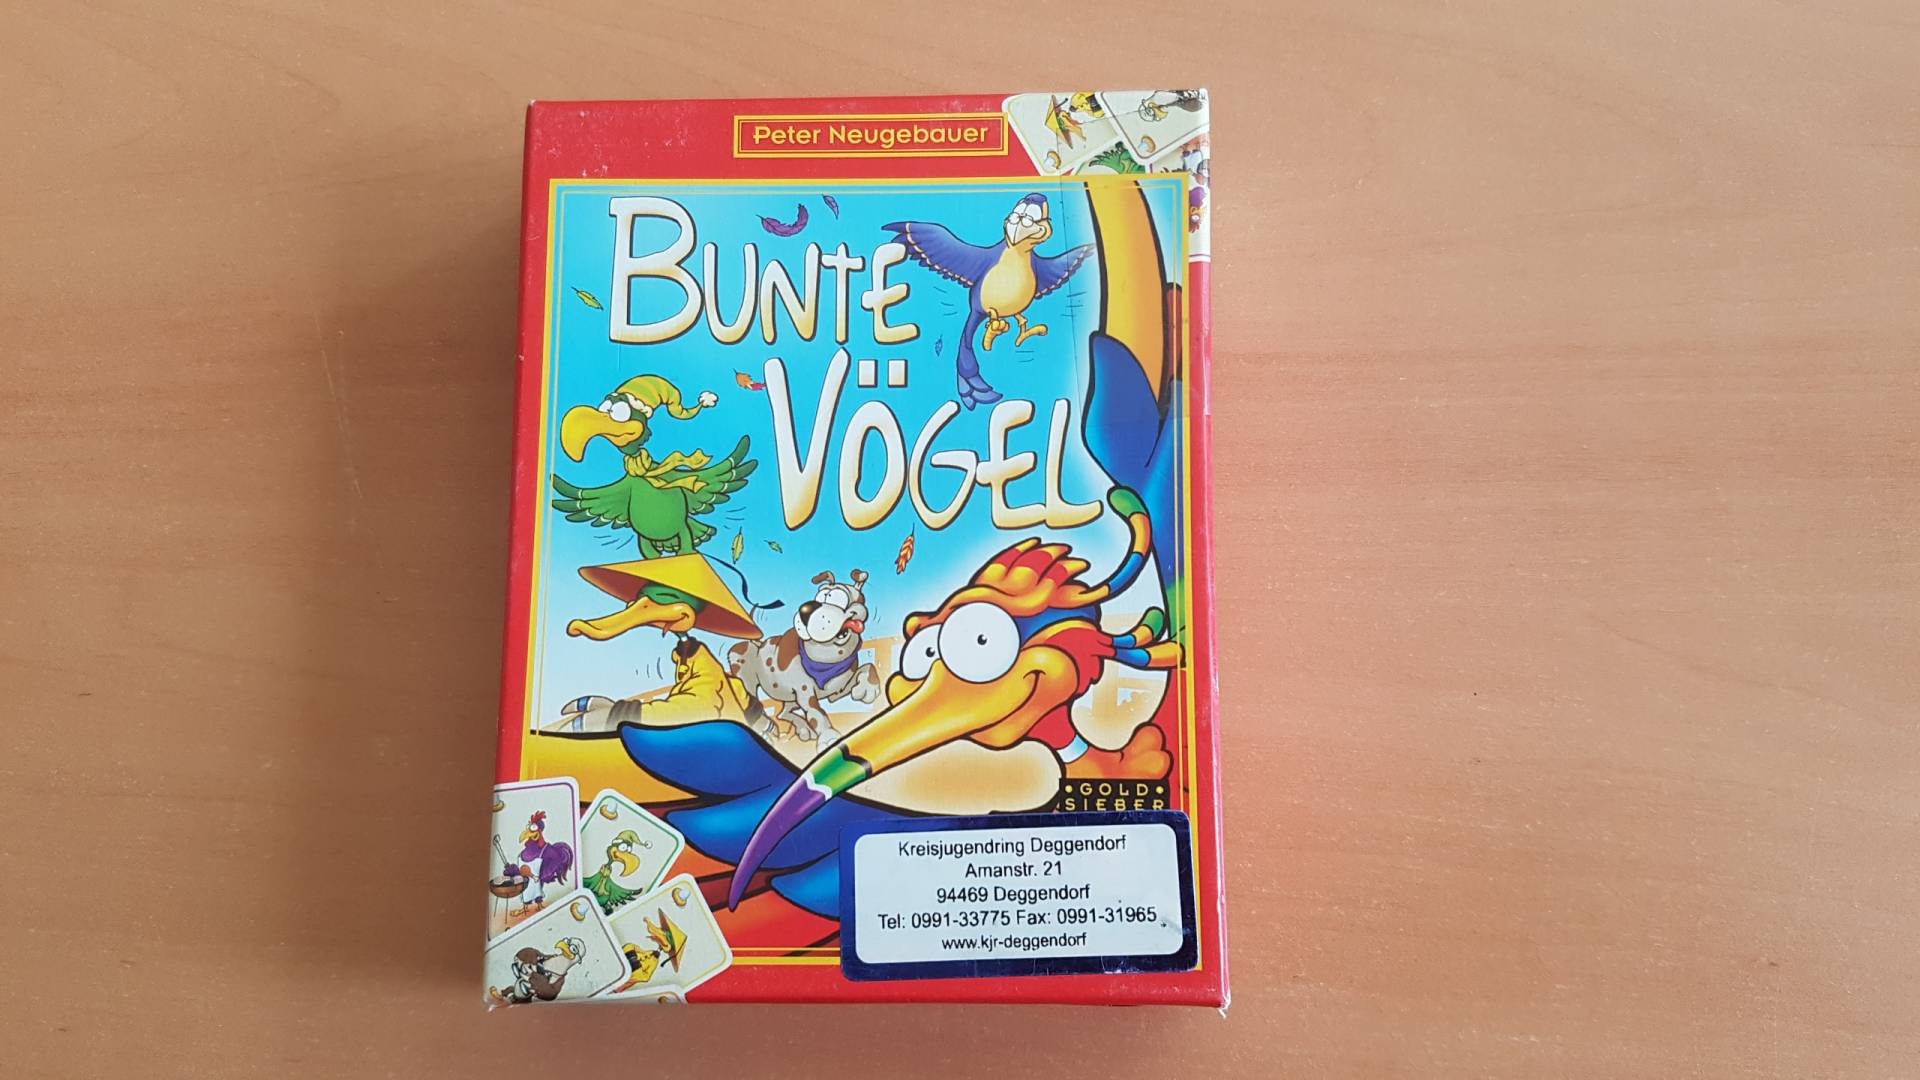 Peter Neugebauer
BUNTE
VÖGEL
• GOLD •
SIEBER
Kreisjugendring Deggendorf
Amanstr. 21
94469 Deggendorf
Tel: 0991-33775 Fax: 0991-31965
www.kjr-deggendorf